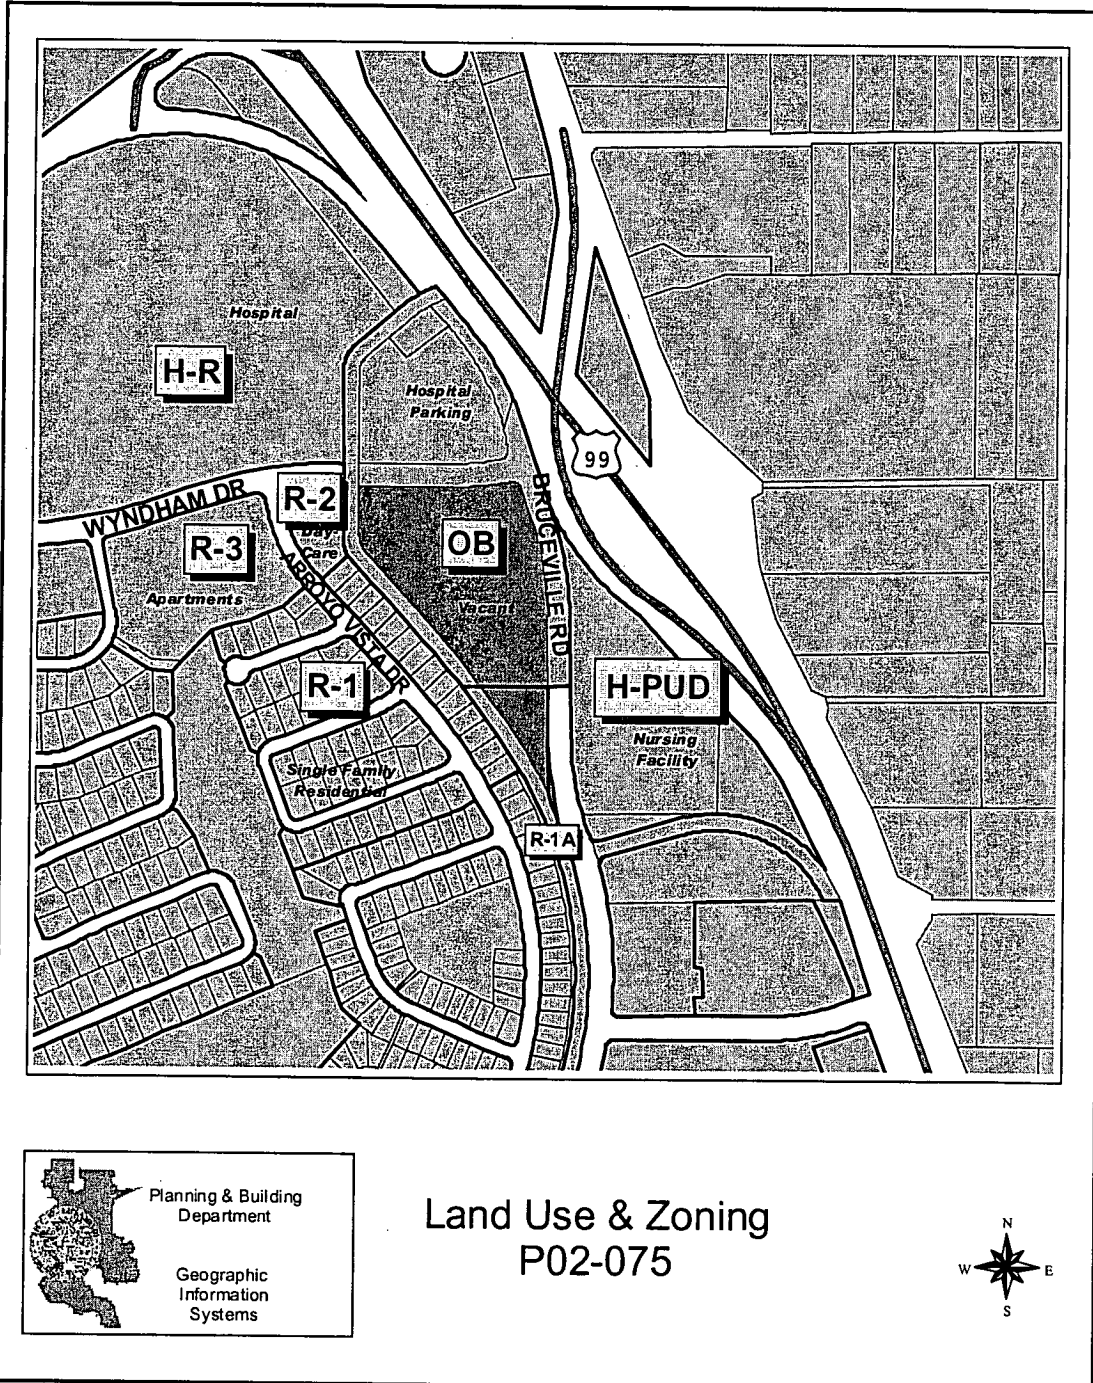 Hospital
H-R
Hospital
Parking
99
WYNDHAM DR
R-2
Day
Care
R-3
OB
BRUCEVILLE RD
Apartments
ARROYO VISTA DR
Vacant
R-1
H-PUD
Nursing
Facility
Single Family
Residential
R-1A
Planning & Building
Department
Geographic
Information
Systems
Land Use & Zoning
P02-075
N
W
E
S